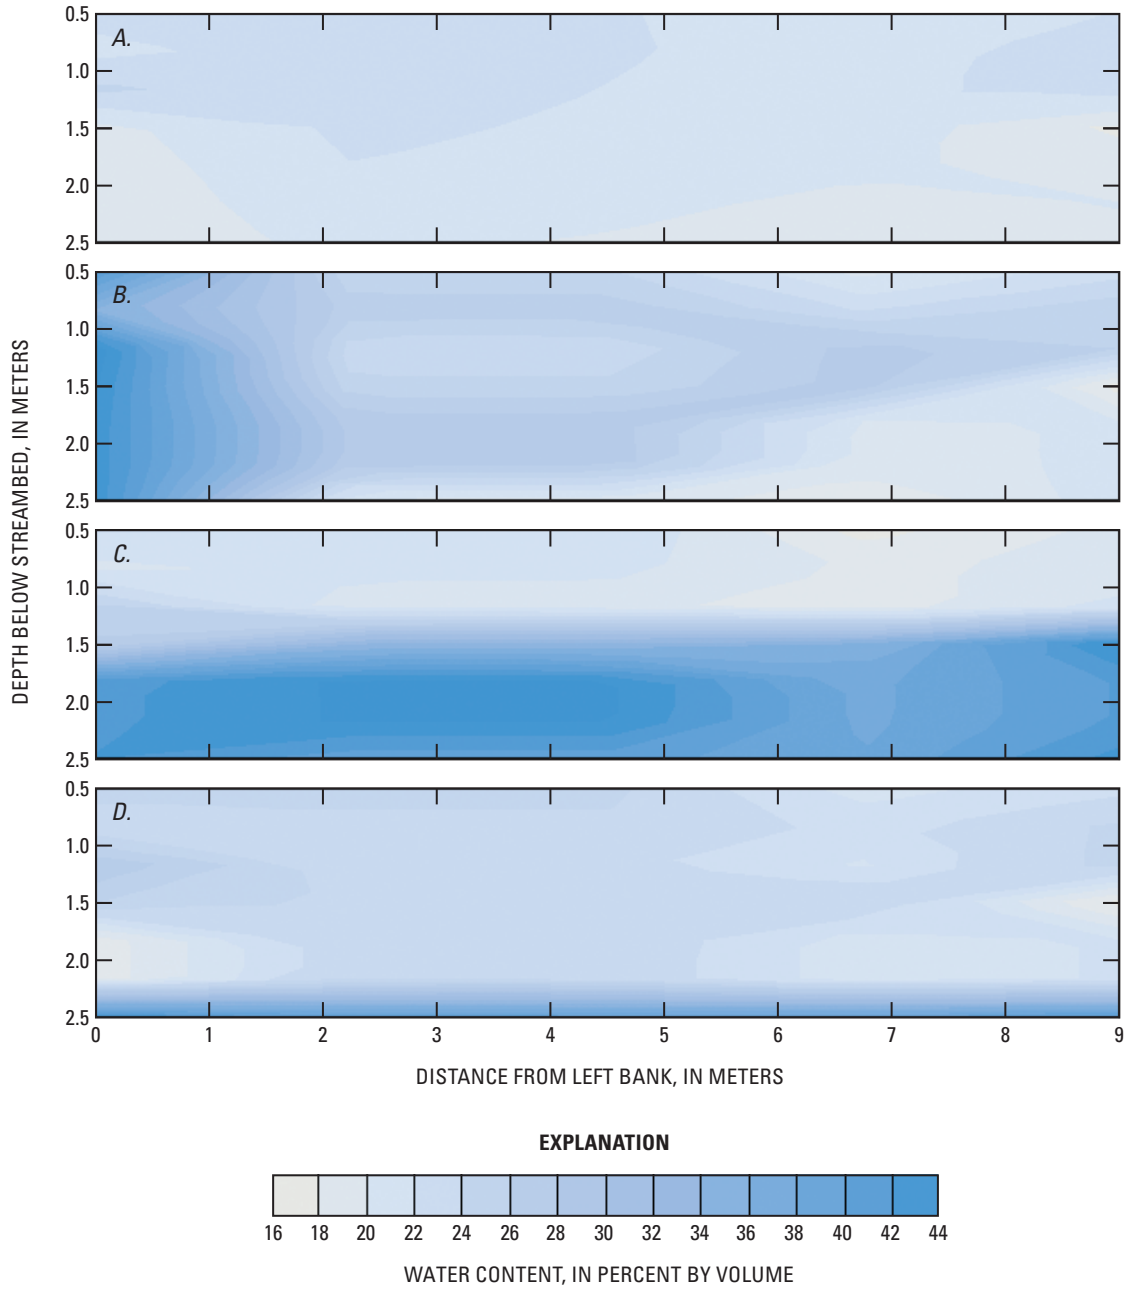 0.5
A.
1.0
1.5
2.0
2.5
0.5
B.
1.0
1.5
2.0
2.5
DEPTH BELOW STREAMBED, IN METERS
0.5
C.
1.0
1.5
2.0
2.5
0.5
D.
1.0
1.5
2.0
2.5
0 1 2 3 4 5 6 7 8 9
DISTANCE FROM LEFT BANK, IN METERS
EXPLANATION
16 18 20 22 24 26 28 30 32 34 36 38 40 42 44
WATER CONTENT, IN PERCENT BY VOLUME